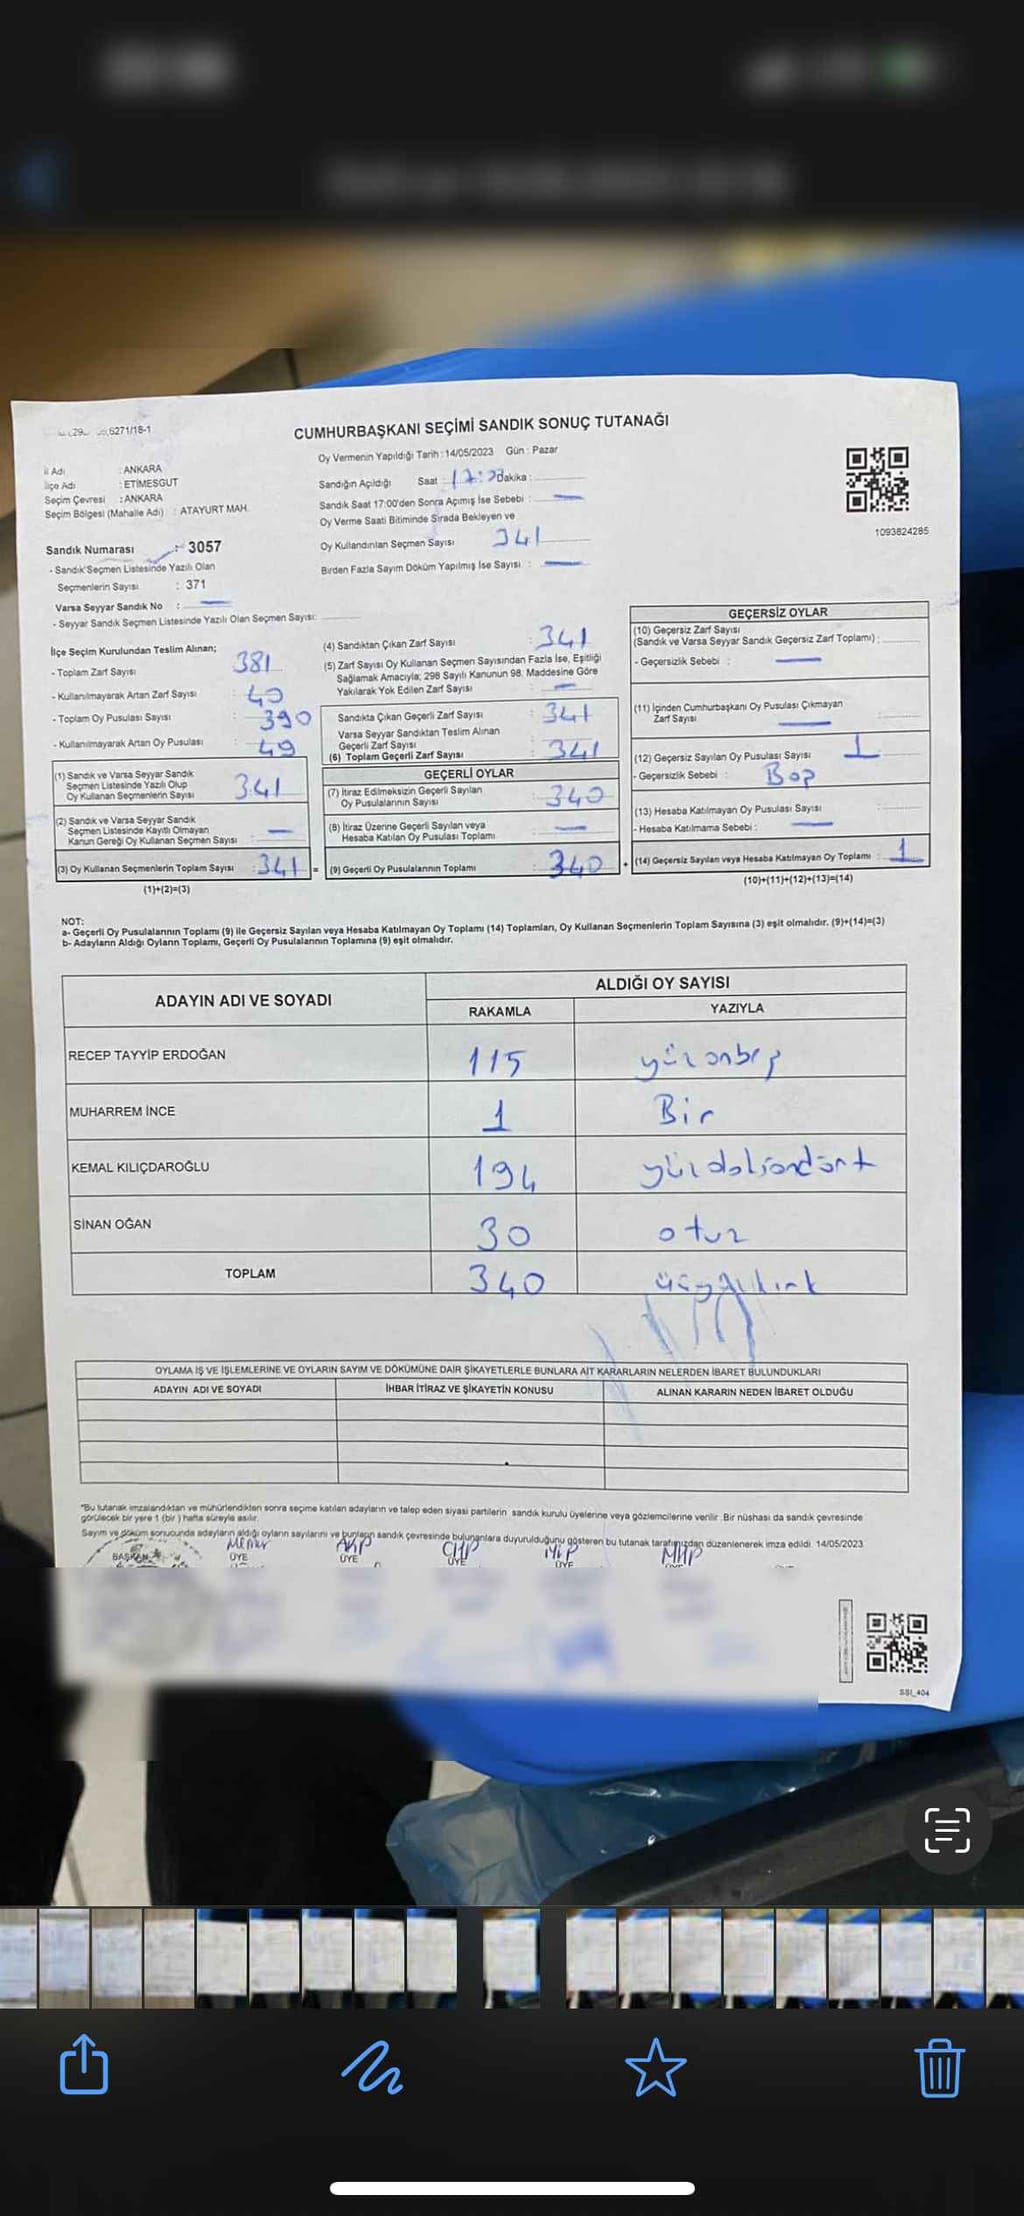 6271/18-1
CUMHURBAŞKANI SEÇİMİ SANDIK SONUÇ TUTANAĞI
Oy Vermenin Yapıldığı Tarih : 14/05/2023 Gün : Pazar
İl Adı : ANKARA
İlçe Adı : ETİMESGUT
Seçim Çevresi : ANKARA
Seçim Bölgesi (Mahalle Adı) : ATAYURT MAH.
Sandığın Açıldığı Saat : Dakika :
Sandık Saat 17:00'den Sonra Açılmış İse Sebebi : —
Oy Verme Saati Bitiminde Sırada Bekleyen ve
Oy Kullandırılan Seçmen Sayısı 341
Birden Fazla Sayım Döküm Yapılmış İse Sayısı : —
1093824285
Sandık Numarası : 3057
- Sandık Seçmen Listesinde Yazılı Olan
Seçmenlerin Sayısı : 371
Varsa Seyyar Sandık No : —
- Seyyar Sandık Seçmen Listesinde Yazılı Olan Seçmen Sayısı:
İlçe Seçim Kurulundan Teslim Alınan;
- Toplam Zarf Sayısı 381
- Kullanılmayarak Artan Zarf Sayısı : 40
- Toplam Oy Pusulası Sayısı : 390
- Kullanılmayarak Artan Oy Pusulası : 49
(1) Sandık ve Varsa Seyyar Sandık
Seçmen Listesinde Yazılı Olup
Oy Kullanan Seçmenlerin Sayısı 341
(2) Sandık ve Varsa Seyyar Sandık
Seçmen Listesinde Kayıtlı Olmayan
Kanun Gereği Oy Kullanan Seçmen Sayısı —
(3) Oy Kullanan Seçmenlerin Toplam Sayısı : 341 =
(1)+(2)=(3)
(4) Sandıktan Çıkan Zarf Sayısı : 341
(5) Zarf Sayısı Oy Kullanan Seçmen Sayısından Fazla İse, Eşitliği
Sağlamak Amacıyla; 298 Sayılı Kanunun 98. Maddesine Göre
Yakılarak Yok Edilen Zarf Sayısı : —
Sandıkta Çıkan Geçerli Zarf Sayısı : 341
Varsa Seyyar Sandıktan Teslim Alınan
Geçerli Zarf Sayısı
(6) Toplam Geçerli Zarf Sayısı : 341
GEÇERLİ OYLAR
(7) İtiraz Edilmeksizin Geçerli Sayılan
Oy Pusulalarının Sayısı : 340
(8) İtiraz Üzerine Geçerli Sayılan veya
Hesaba Katılan Oy Pusulası Toplamı : —
(9) Geçerli Oy Pusulalarının Toplamı : 340 +
GEÇERSİZ OYLAR
(10) Geçersiz Zarf Sayısı
(Sandık ve Varsa Seyyar Sandık Geçersiz Zarf Toplamı) :
- Geçersizlik Sebebi : —
(11) İçinden Cumhurbaşkanı Oy Pusulası Çıkmayan
Zarf Sayısı : —
(12) Geçersiz Sayılan Oy Pusulası Sayısı : 1
- Geçersizlik Sebebi : Boş
(13) Hesaba Katılmayan Oy Pusulası Sayısı :
- Hesaba Katılmama Sebebi : —
(14) Geçersiz Sayılan veya Hesaba Katılmayan Oy Toplamı : 1
(10)+(11)+(12)+(13)=(14)
NOT:
a- Geçerli Oy Pusulalarının Toplamı (9) ile Geçersiz Sayılan veya Hesaba Katılmayan Oy Toplamı (14) Toplamları, Oy Kullanan Seçmenlerin Toplam Sayısına (3) eşit olmalıdır. (9)+(14)=(3)
b- Adayların Aldığı Oyların Toplamı, Geçerli Oy Pusulalarının Toplamına (9) eşit olmalıdır.
ADAYIN ADI VE SOYADI ALDIĞI OY SAYISI
RAKAMLA YAZIYLA
RECEP TAYYİP ERDOĞAN 115 yüzonbeş
MUHARREM İNCE 1 Bir
KEMAL KILIÇDAROĞLU 194 yüzdoksandört
SİNAN OĞAN 30 otuz
TOPLAM 340 üçyüzkırk
OYLAMA İŞ VE İŞLEMLERİNE VE OYLARIN SAYIM VE DÖKÜMÜNE DAİR ŞİKAYETLERLE BUNLARA AİT KARARLARIN NELERDEN İBARET BULUNDUKLARI
ADAYIN ADI VE SOYADI İHBAR İTİRAZ VE ŞİKAYETİN KONUSU ALINAN KARARIN NEDEN İBARET OLDUĞU
"Bu tutanak imzalandıktan ve mühürlendikten sonra seçime katılan adayların ve talep eden siyasi partilerin sandık kurulu üyelerine veya gözlemcilerine verilir .Bir nüshası da sandık çevresinde
görülecek bir yere 1 (bir ) hafta süreyle asılır.
Sayım ve döküm sonucunda adayların aldığı oyların sayılarını ve bunların sandık çevresinde bulunanlara duyurulduğunu gösteren bu tutanak tarafımızdan düzenlenerek imza edildi. 14/05/2023
Memur AKP CHP İYİP MHP
BAŞKAN ÜYE ÜYE ÜYE ÜYE
SSI_404